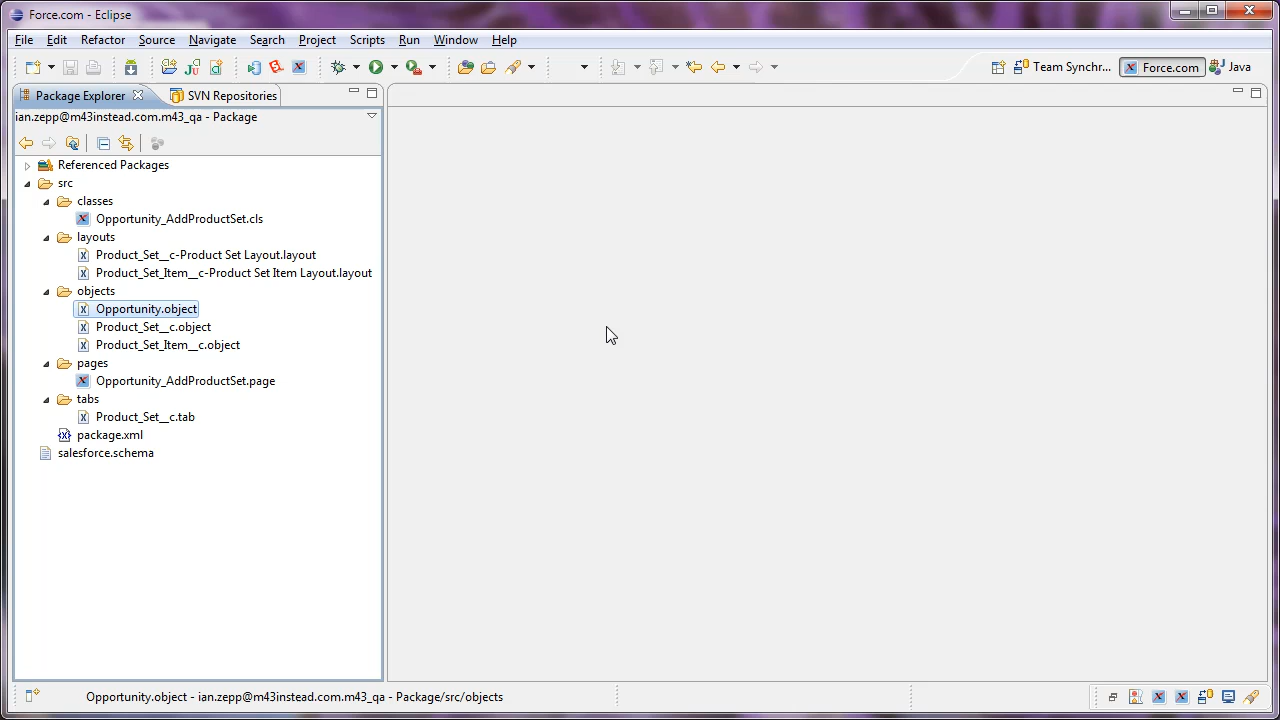 Force.com - Eclipse
File Edit Refactor Source Navigate Search Project Scripts Run Window Help
Team Synchr... Force.com Java
Package Explorer SVN Repositories
ian.zepp@m43instead.com.m43_qa - Package
Referenced Packages
src
classes
Opportunity_AddProductSet.cls
layouts
Product_Set__c-Product Set Layout.layout
Product_Set_Item__c-Product Set Item Layout.layout
objects
Opportunity.object
Product_Set__c.object
Product_Set_Item__c.object
pages
Opportunity_AddProductSet.page
tabs
Product_Set__c.tab
package.xml
salesforce.schema
Opportunity.object - ian.zepp@m43instead.com.m43_qa - Package/src/objects